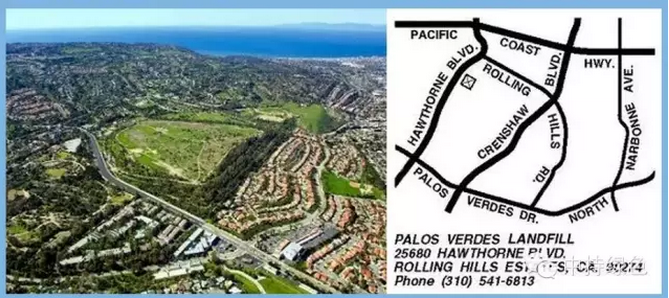 PACIFIC
COAST
HWY.
HAWTHORNE BLVD.
ROLLING
HILLS
RD.
CRENSHAW
BLVD.
NARBONNE AVE.
PALOS
VERDES DR.
NORTH
PALOS VERDES LANDFILL
25680 HAWTHORNE BLVD.
ROLLING HILLS ESTATES, CA. 90274
Phone (310) 541-6813